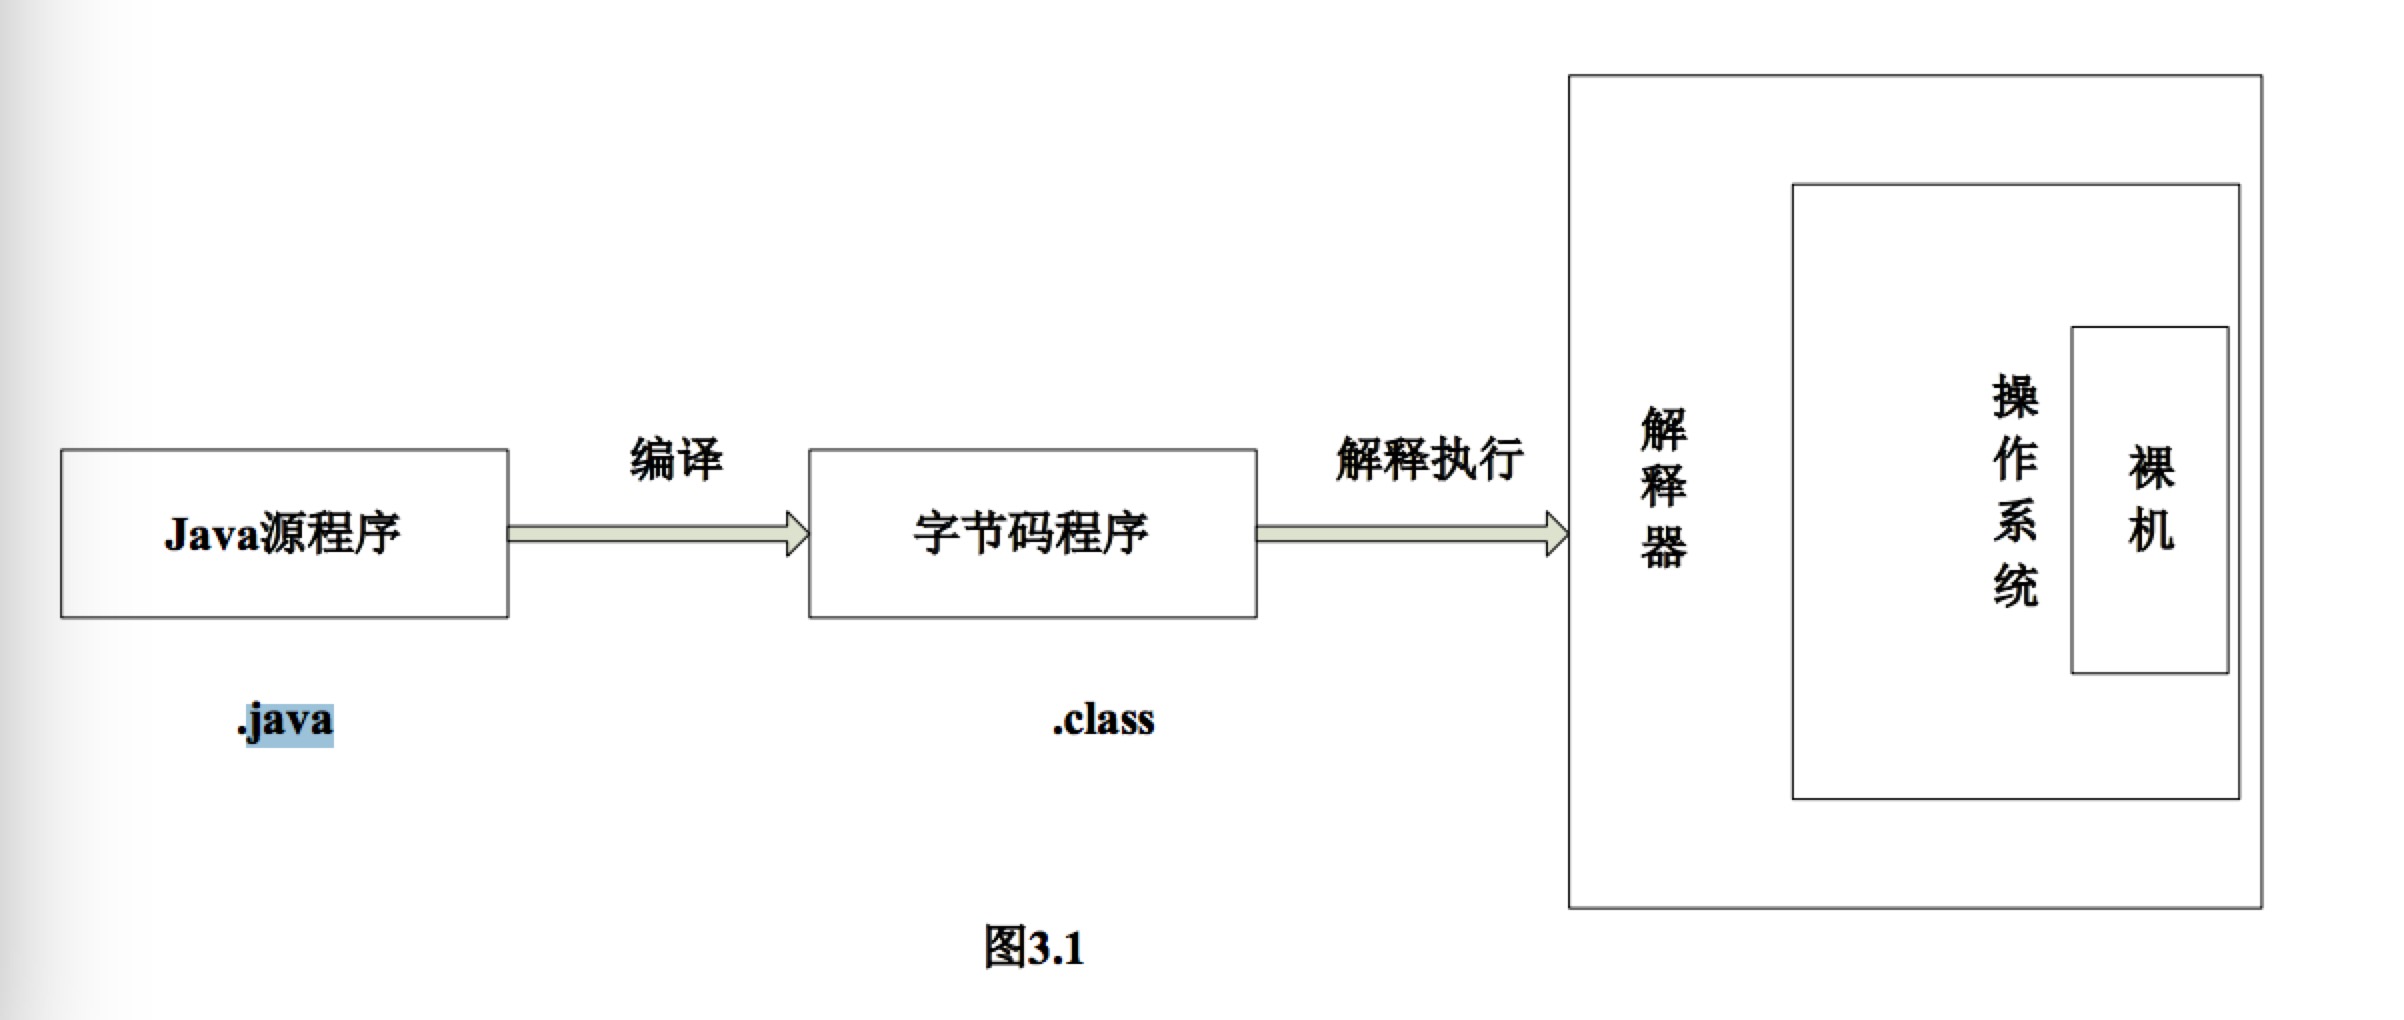 编译
解释执行
Java源程序
字节码程序
解释器
操作系统
裸机
.java
.class
图3.1